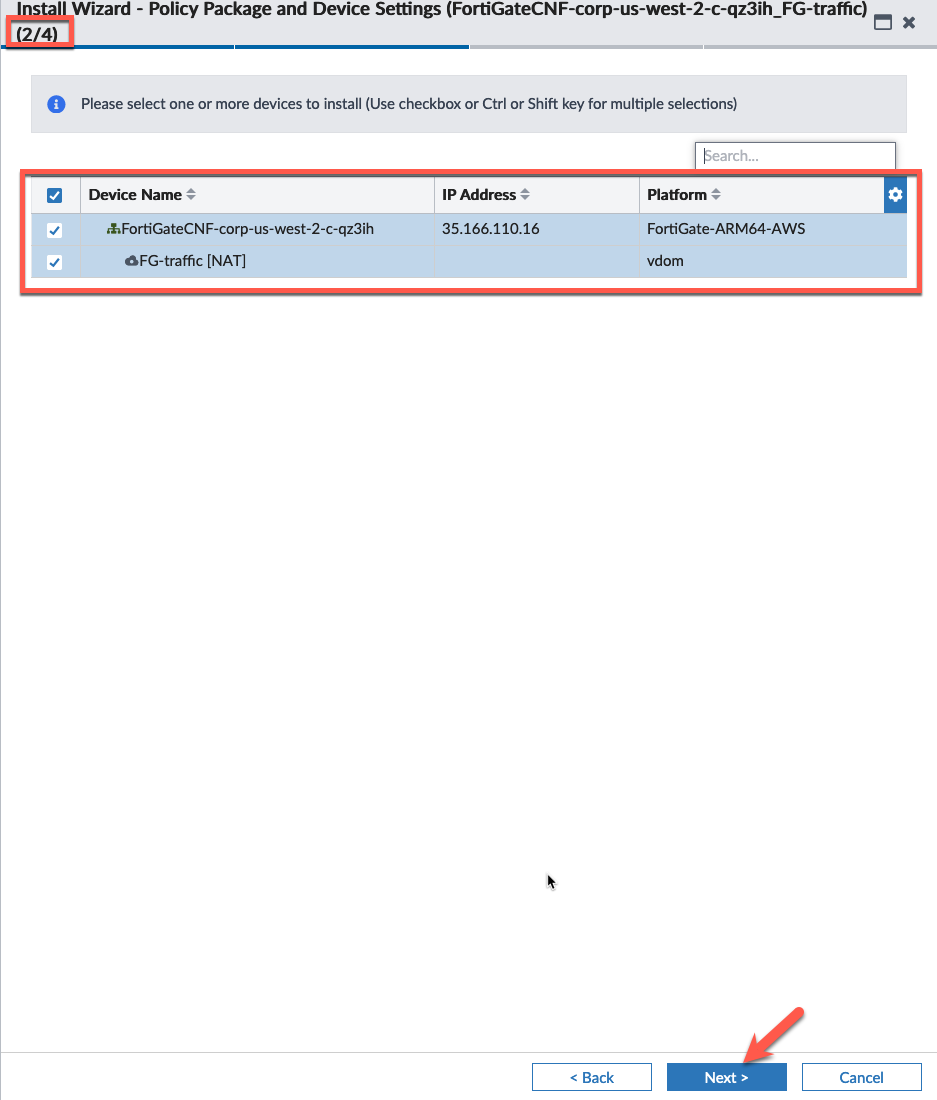 Install Wizard - Policy Package and Device Settings (FortiGateCNF-corp-us-west-2-c-qz3ih_FG-traffic)
(2/4)
Please select one or more devices to install (Use checkbox or Ctrl or Shift key for multiple selections)
Search...
Device Name IP Address Platform
FortiGateCNF-corp-us-west-2-c-qz3ih 35.166.110.16 FortiGate-ARM64-AWS
FG-traffic [NAT] vdom
< Back Next > Cancel